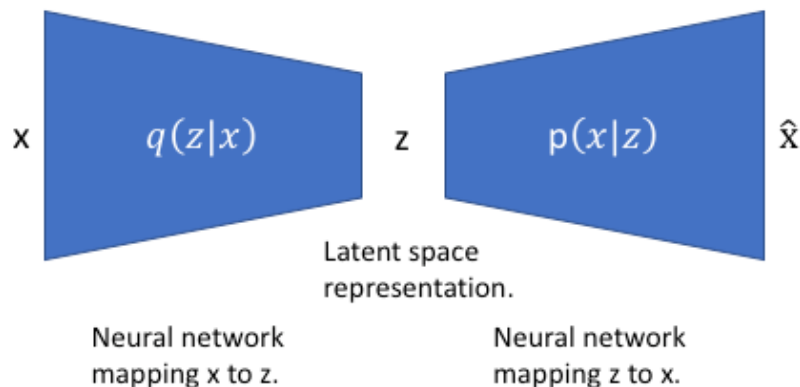 x q(z|x) z p(x|z) x̂
Latent space
representation.
Neural network
mapping x to z.
Neural network
mapping z to x.